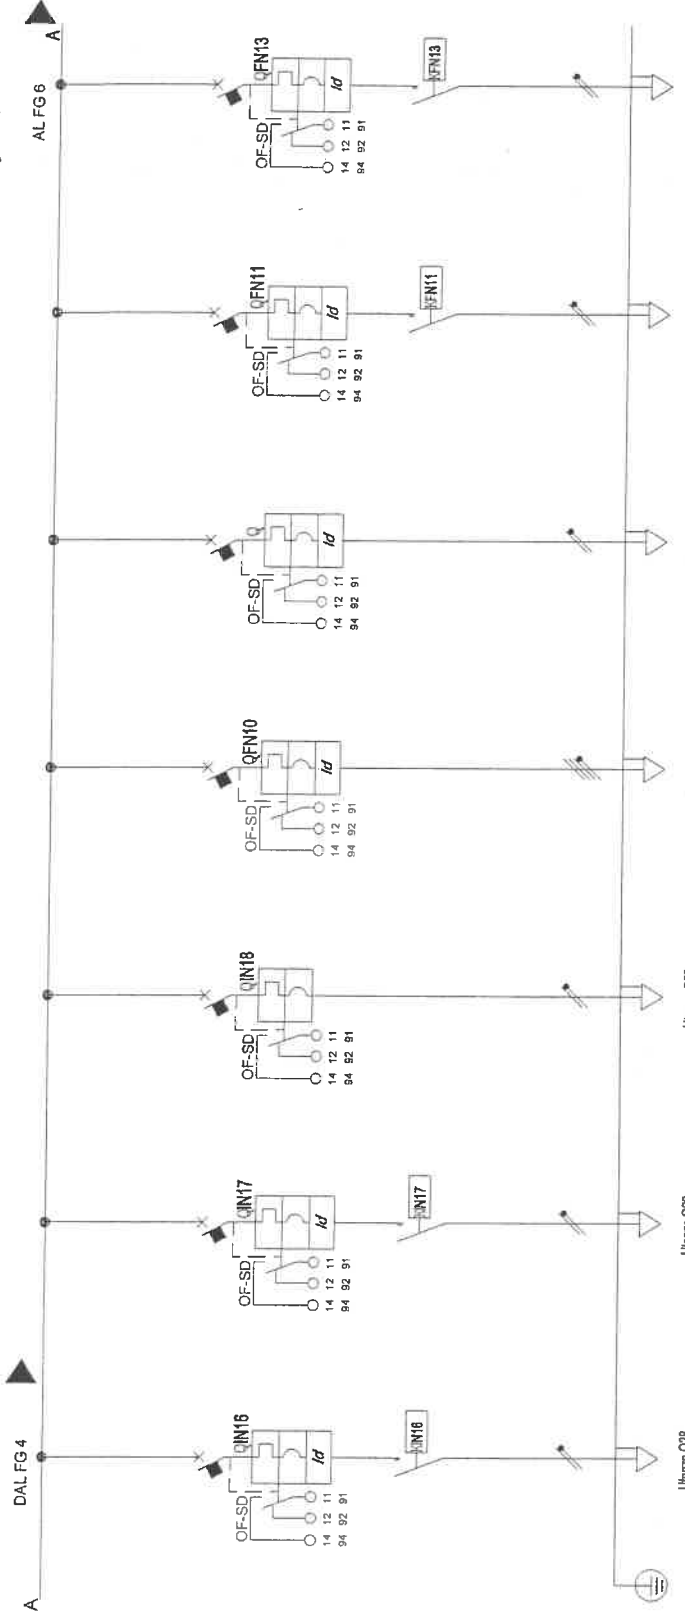 A
DAL FG 4
AL FG 6
A
QIN16
OF-SD
Id
14 12 11
94 92 91
KIN16
QIN17
OF-SD
Id
14 12 11
94 92 91
KIN17
QIN18
OF-SD
14 12 11
94 92 91
QFN10
OF-SD
Id
14 12 11
94 92 91
Q
OF-SD
Id
14 12 11
94 92 91
QFN11
OF-SD
Id
14 12 11
94 92 91
KFN11
QFN13
OF-SD
Id
14 12 11
94 92 91
KFN13